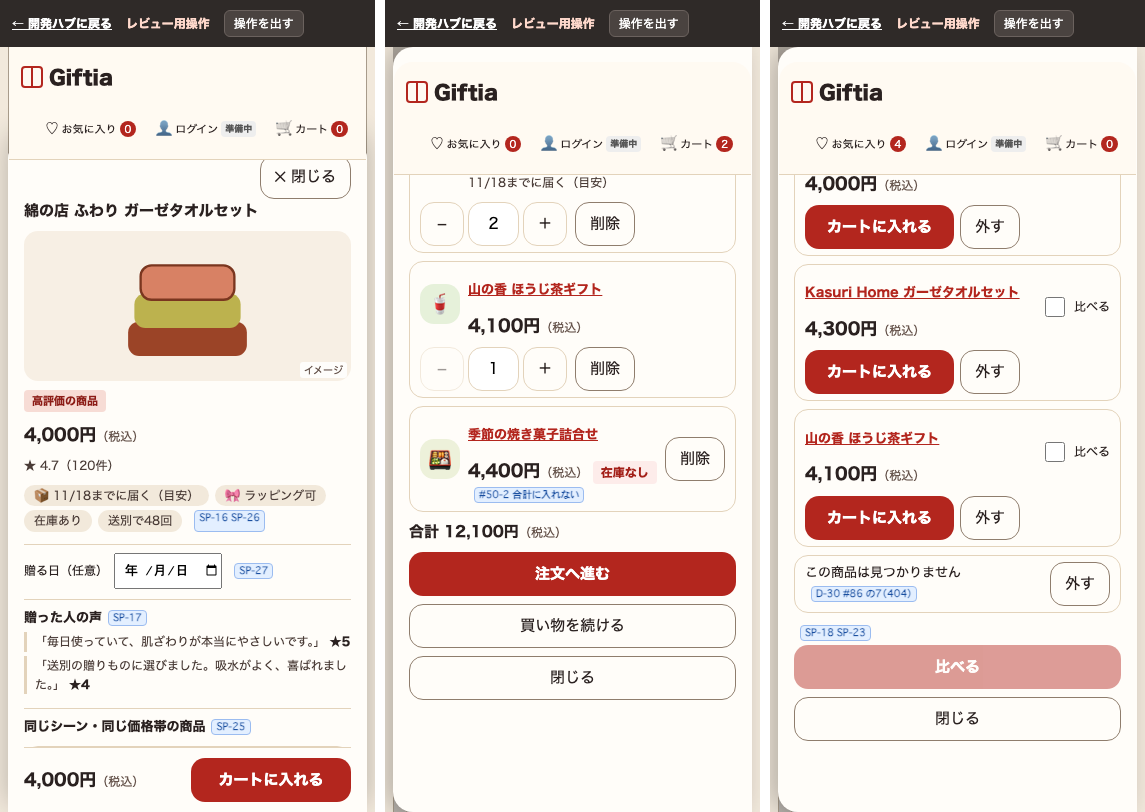 ← 開発ハブに戻る レビュー用操作 操作を出す
Giftia
♡ お気に入り 0 ログイン 準備中 カート 0
× 閉じる
綿の店 ふわり ガーゼタオルセット
イメージ
高評価の商品
4,000円 (税込)
★ 4.7（120件）
11/18までに届く（目安） ラッピング可
在庫あり 送別で48回 SP-16 SP-26
贈る日（任意） 年 /月/日 SP-27
贈った人の声 SP-17
「毎日使っていて、肌ざわりが本当にやさしいです。」 ★5
「送別の贈りものに選びました。吸水がよく、喜ばれまし
た。」 ★4
同じシーン・同じ価格帯の商品 SP-25
4,000円 (税込) カートに入れる
← 開発ハブに戻る レビュー用操作 操作を出す
Giftia
♡ お気に入り 0 ログイン 準備中 カート 2
11/18までに届く（目安）
− 2 + 削除
山の香 ほうじ茶ギフト
4,100円 (税込)
− 1 + 削除
季節の焼き菓子詰合せ
4,400円 (税込) 在庫なし 削除
#50-2 合計に入れない
合計 12,100円 (税込)
注文へ進む
買い物を続ける
閉じる
← 開発ハブに戻る レビュー用操作 操作を出す
Giftia
♡ お気に入り 4 ログイン 準備中 カート 0
4,000円 (税込)
カートに入れる 外す
Kasuri Home ガーゼタオルセット 比べる
4,300円 (税込)
カートに入れる 外す
山の香 ほうじ茶ギフト 比べる
4,100円 (税込)
カートに入れる 外す
この商品は見つかりません 外す
D-30 #86 の7(404)
SP-18 SP-23
比べる
閉じる